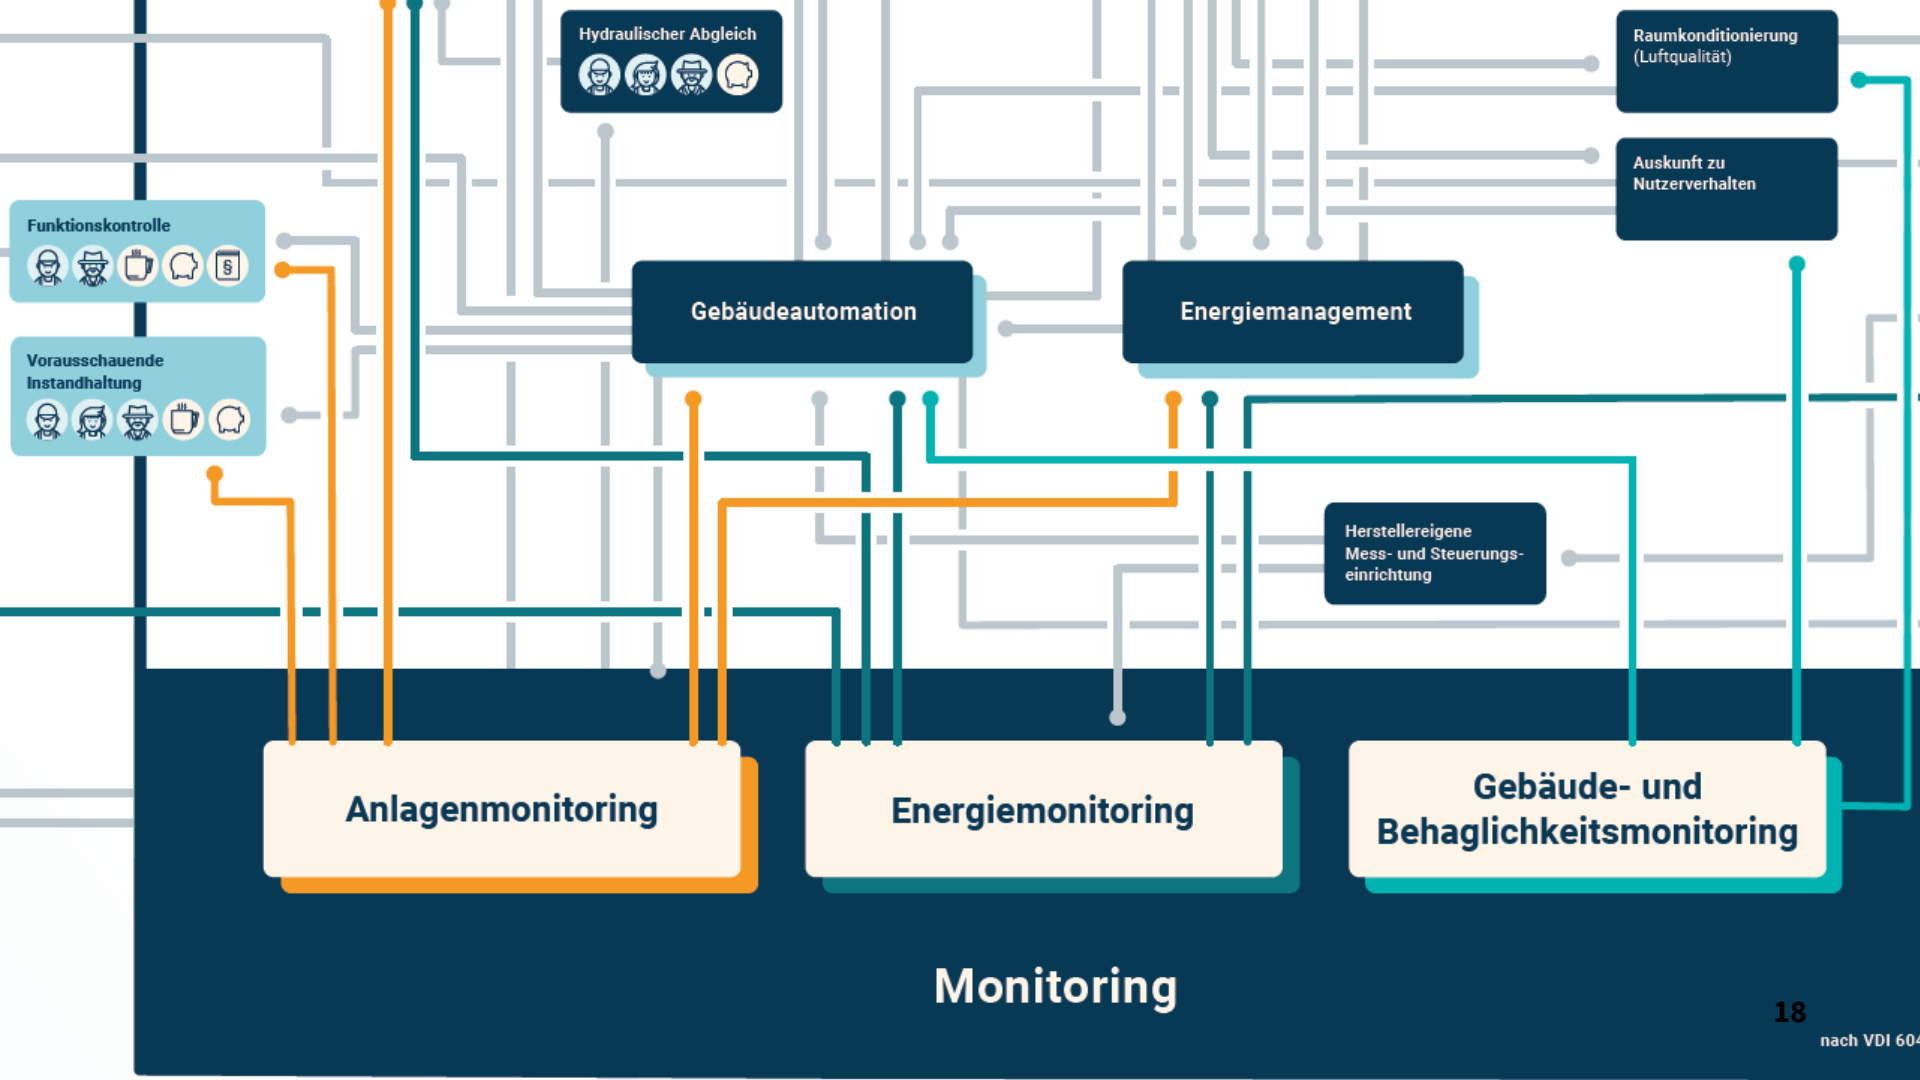 Hydraulischer Abgleich
Raumkonditionierung
(Luftqualität)
Auskunft zu
Nutzerverhalten
Funktionskontrolle
§
Vorausschauende
Instandhaltung
Gebäudeautomation
Energiemanagement
Herstellereigene
Mess- und Steuerungs-
einrichtung
Anlagenmonitoring
Energiemonitoring
Gebäude- und
Behaglichkeitsmonitoring
Monitoring
18
nach VDI 604